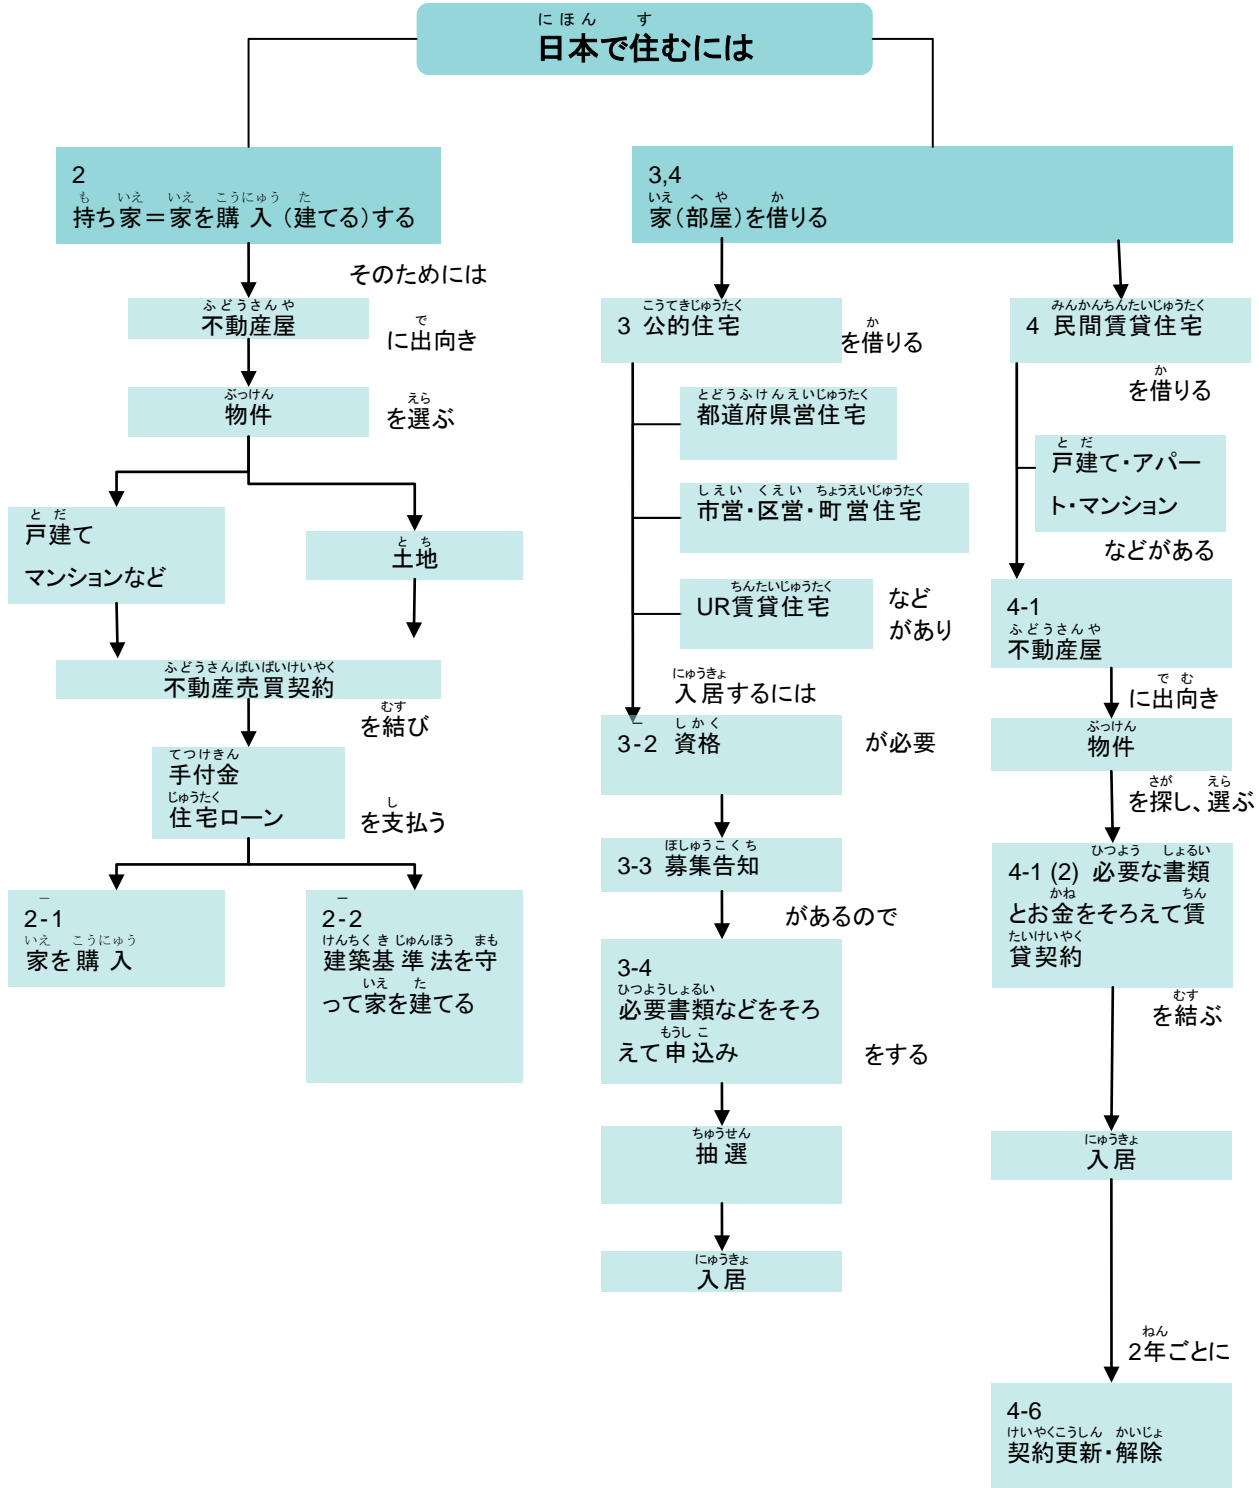 にほん す
日本で住むには
2
も いえ いえ こうにゅう た
持ち家＝家を購入（建てる）する
そのためには
ふどうさんや
不動産屋
で
に出向き
ぶっけん
物件
えら
を選ぶ
とだ
戸建て
マンションなど
とち
土地
ふどうさんばいばいけいやく
不動産売買契約
むす
を結び
てつけきん
手付金
じゅうたく
住宅ローン
し
を支払う
2-1
いえ こうにゅう
家を購入
2-2
けんちくきじゅんほう まも
建築基準法を守
いえ た
って家を建てる
3,4
いえ へや か
家（部屋）を借りる
こうてきじゅうたく
3 公的住宅
か
を借りる
とどうふけんえいじゅうたく
都道府県営住宅
しえい くえい ちょうえいじゅうたく
市営・区営・町営住宅
ちんたいじゅうたく
UR賃貸住宅
など
があり
にゅうきょ
入居するには
しかく
3-2 資格
が必要
ぼしゅうこくち
3-3 募集告知
があるので
3-4
ひつようしょるい
必要書類などをそろ
もうしこ
えて申込み
をする
ちゅうせん
抽選
にゅうきょ
入居
みんかんちんたいじゅうたく
4 民間賃貸住宅
か
を借りる
とだ
戸建て・アパー
ト・マンション
などがある
4-1
ふどうさんや
不動産屋
でむ
に出向き
ぶっけん
物件
さが えら
を探し、選ぶ
ひつよう しょるい
4-1 (2) 必要な書類
かね ちん
とお金をそろえて賃
たいけいやく
貸契約
むす
を結ぶ
にゅうきょ
入居
ねん
2年ごとに
4-6
けいやくこうしん かいじょ
契約更新・解除